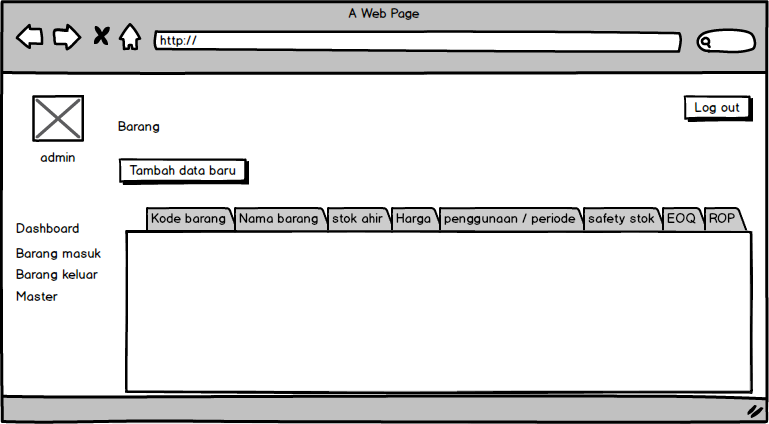 A Web Page
http://
Log out
Barang
admin
Tambah data baru
Kode barang Nama barang stok ahir Harga penggunaan / periode safety stok EOQ ROP
Dashboard
Barang masuk
Barang keluar
Master